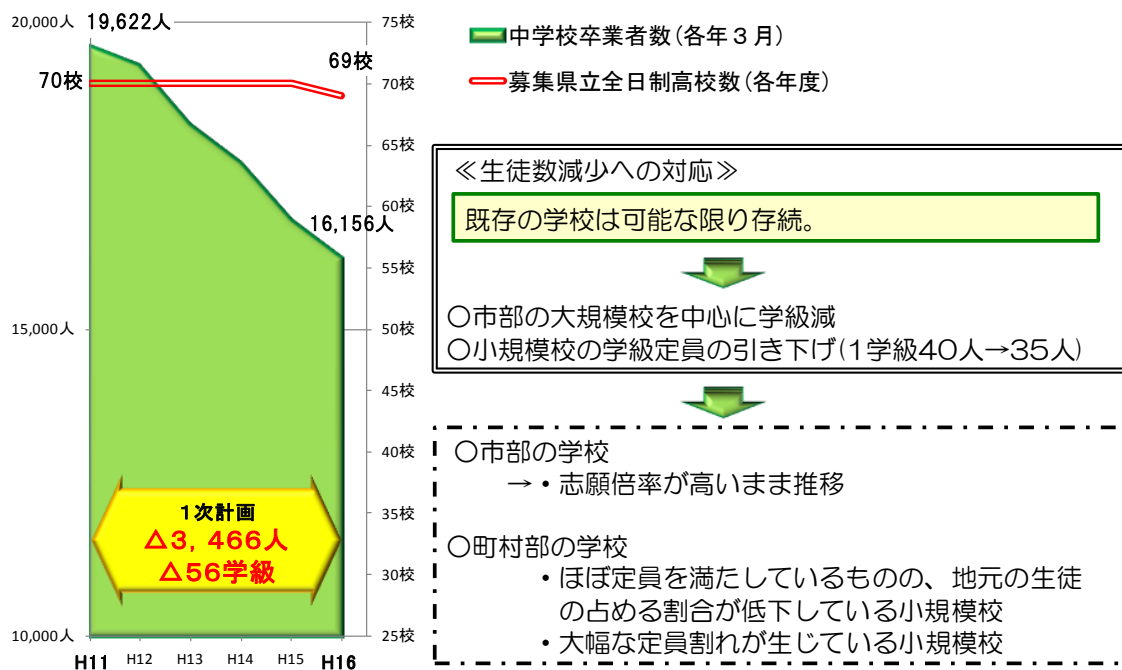 20,000人
19,622人
75校
中学校卒業者数(各年3月)
募集県立全日制高校数(各年度)
70校
69校
70校
65校
60校
16,156人
55校
15,000人
50校
45校
40校
35校
30校
10,000人
25校
1次計画
△3,466人
△56学級
H11 H12 H13 H14 H15 H16
≪生徒数減少への対応≫
既存の学校は可能な限り存続。
○市部の大規模校を中心に学級減
○小規模校の学級定員の引き下げ(1学級40人→35人)
○市部の学校
→・志願倍率が高いまま推移
○町村部の学校
・ほぼ定員を満たしているものの、地元の生徒
の占める割合が低下している小規模校
・大幅な定員割れが生じている小規模校